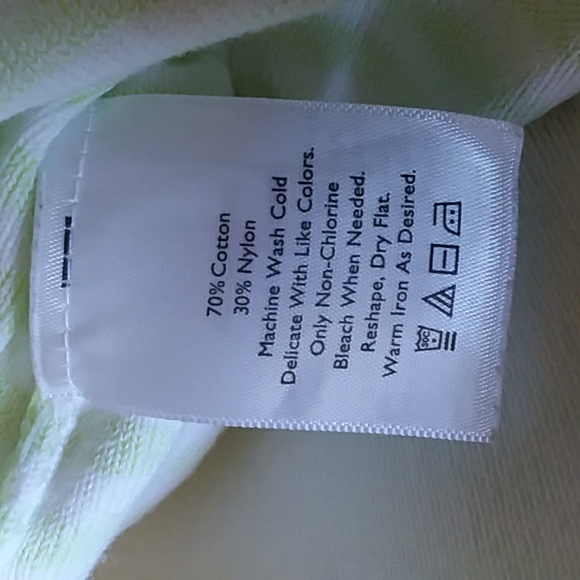 70% Cotton
30% Nylon
Machine Wash Cold
Delicate With Like Colors.
Only Non-Chlorine
Bleach When Needed.
Reshape, Dry Flat.
Warm Iron As Desired.
30C